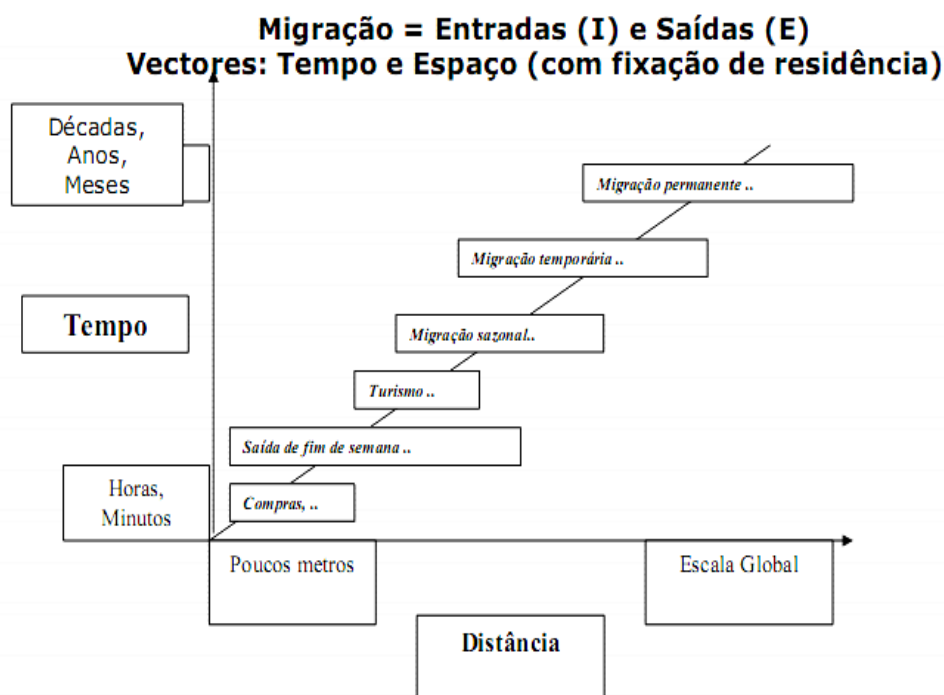 Migração = Entradas (I) e Saídas (E)
Vectores: Tempo e Espaço (com fixação de residência)
Décadas,
Anos,
Meses
Migração permanente ..
Migração temporária ..
Tempo
Migração sazonal..
Turismo ..
Saída de fim de semana ..
Horas,
Minutos
Compras, ..
Poucos metros
Escala Global
Distância